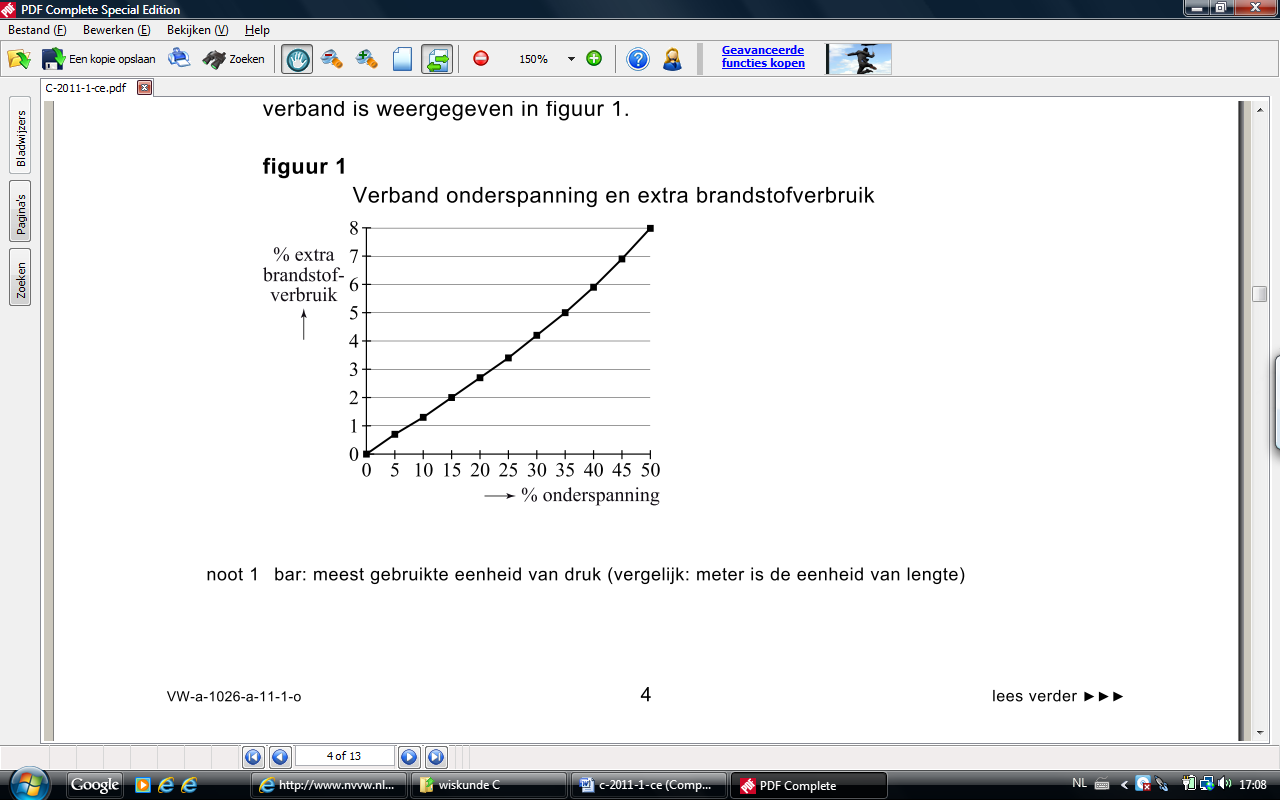 PDF Complete Special Edition
Bestand (F) Bewerken (E) Bekijken (V) Help
Een kopie opslaan Zoeken 150% Geavanceerde
functies kopen
C-2011-1-ce.pdf
Bladwijzers
Pagina's
Zoeken
verband is weergegeven in figuur 1.
figuur 1
Verband onderspanning en extra brandstofverbruik
% extra
brandstof-
verbruik
8
7
6
5
4
3
2
1
0
0 5 10 15 20 25 30 35 40 45 50
% onderspanning
noot 1 bar: meest gebruikte eenheid van druk (vergelijk: meter is de eenheid van lengte)
VW-a-1026-a-11-1-o 4 lees verder ►►►
4 of 13
Google http://www.nvvw.nl... wiskunde C c-2011-1-ce (Comp... PDF Complete NL 17:08